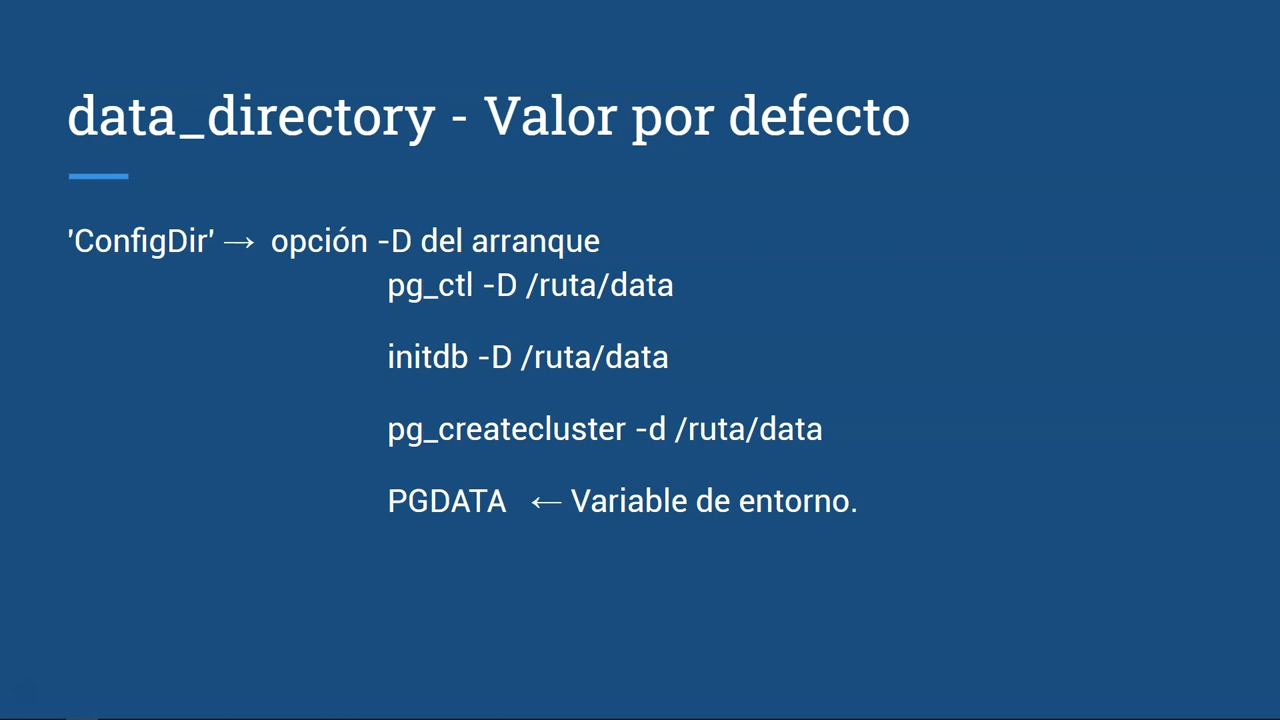 data_directory - Valor por defecto
'ConfigDir' → opción -D del arranque
pg_ctl -D /ruta/data
initdb -D /ruta/data
pg_createcluster -d /ruta/data
PGDATA ← Variable de entorno.